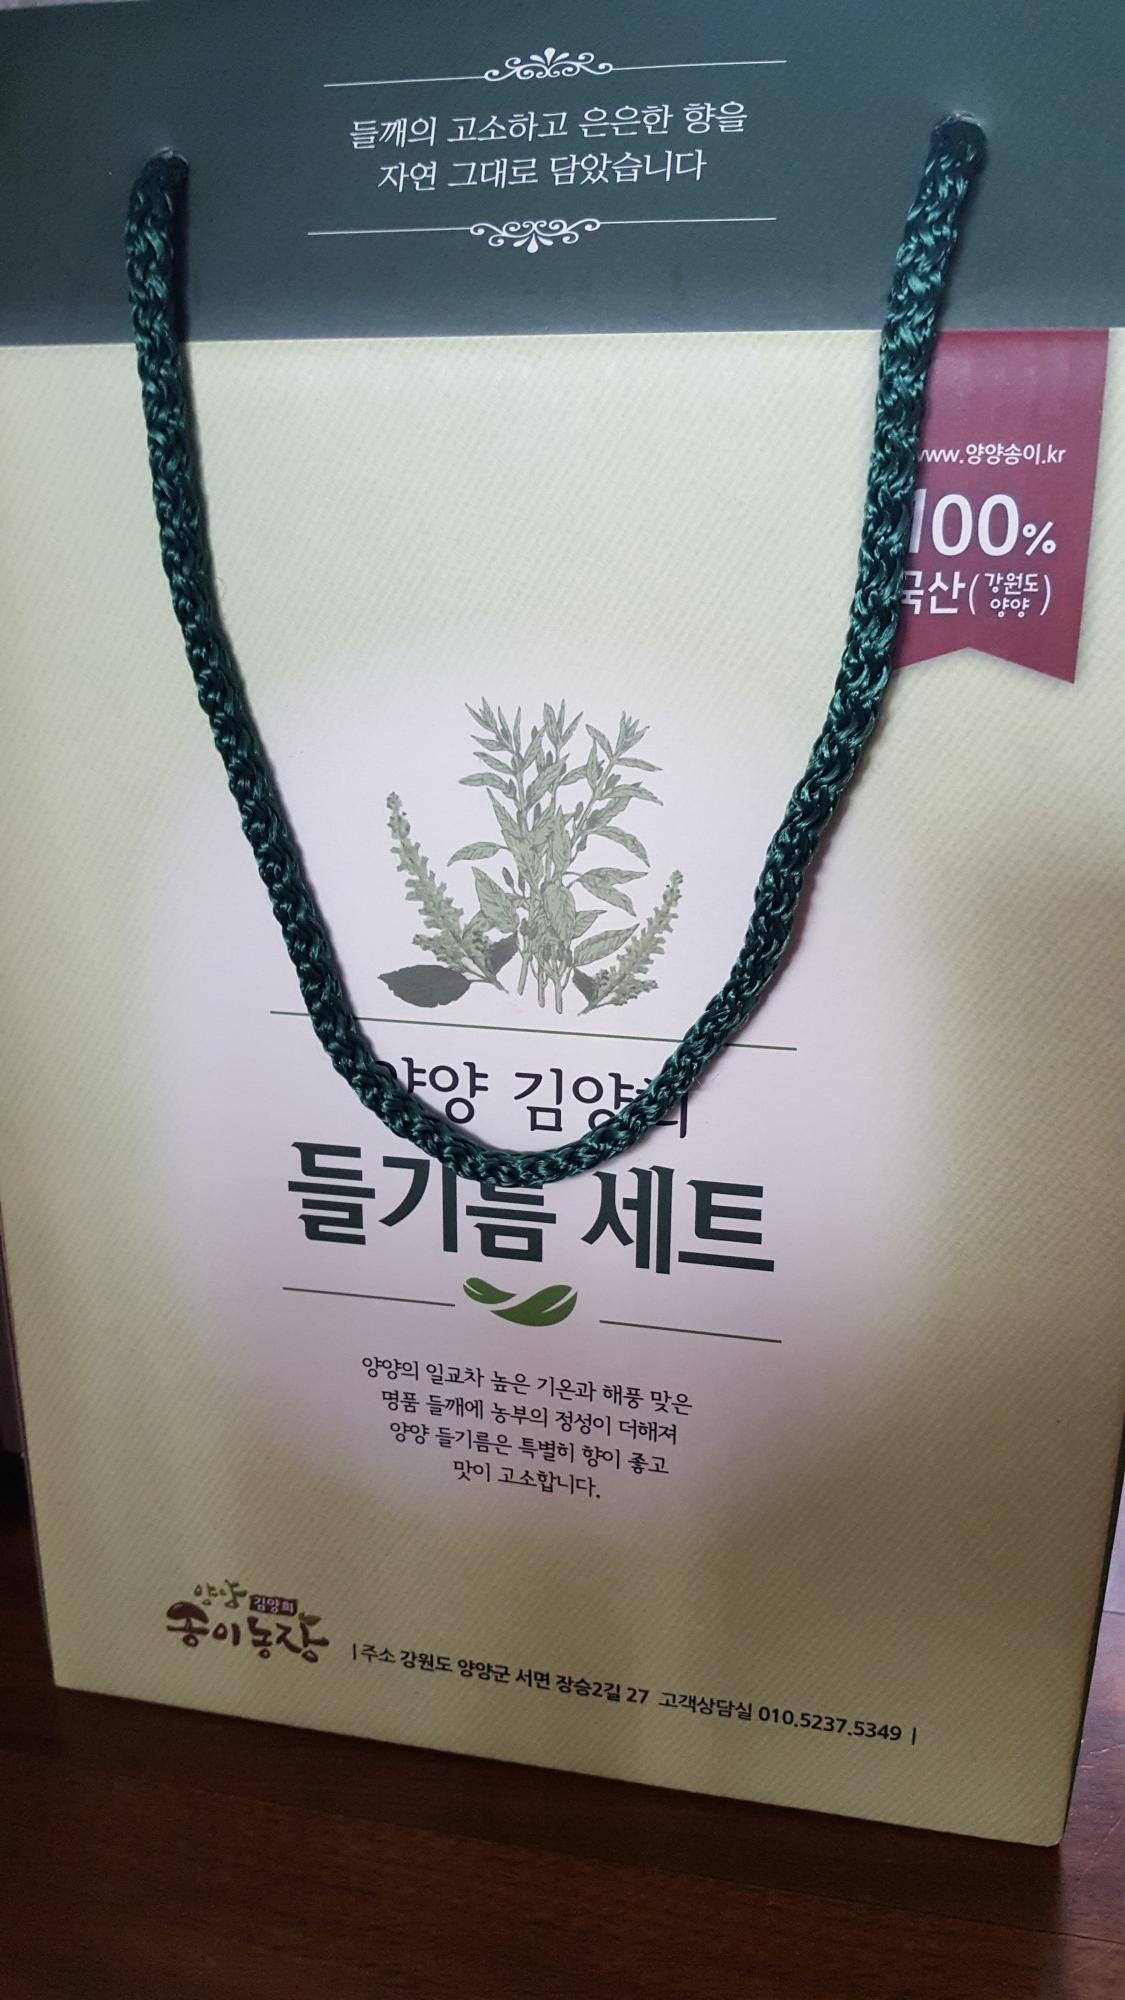 들깨의 고소하고 은은한 향을
자연 그대로 담았습니다
www.양양송이.kr
100%
국산(강원도 양양)
양양 김양희
들기름 세트
양양의 일교차 높은 기온과 해풍 맞은
명품 들깨에 농부의 정성이 더해져
양양 들기름은 특별히 향이 좋고
맛이 고소합니다.
양양 김양희
송이농장
| 주소 강원도 양양군 서면 장승2길 27 고객상담실 010.5237.5349 |